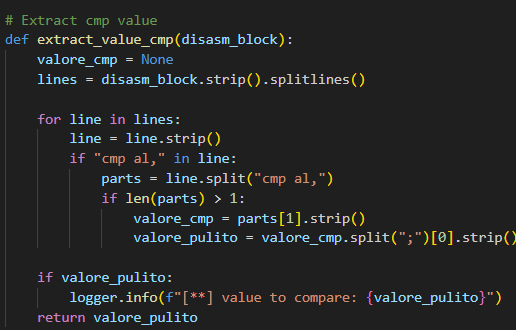 # Extract cmp value
def extract_value_cmp(disasm_block):
    valore_cmp = None
    lines = disasm_block.strip().splitlines()

    for line in lines:
        line = line.strip()
        if "cmp al," in line:
            parts = line.split("cmp al,")
            if len(parts) > 1:
                valore_cmp = parts[1].strip()
                valore_pulito = valore_cmp.split(";")[0].strip()

    if valore_pulito:
        logger.info(f"[**] value to compare: {valore_pulito}")
    return valore_pulito